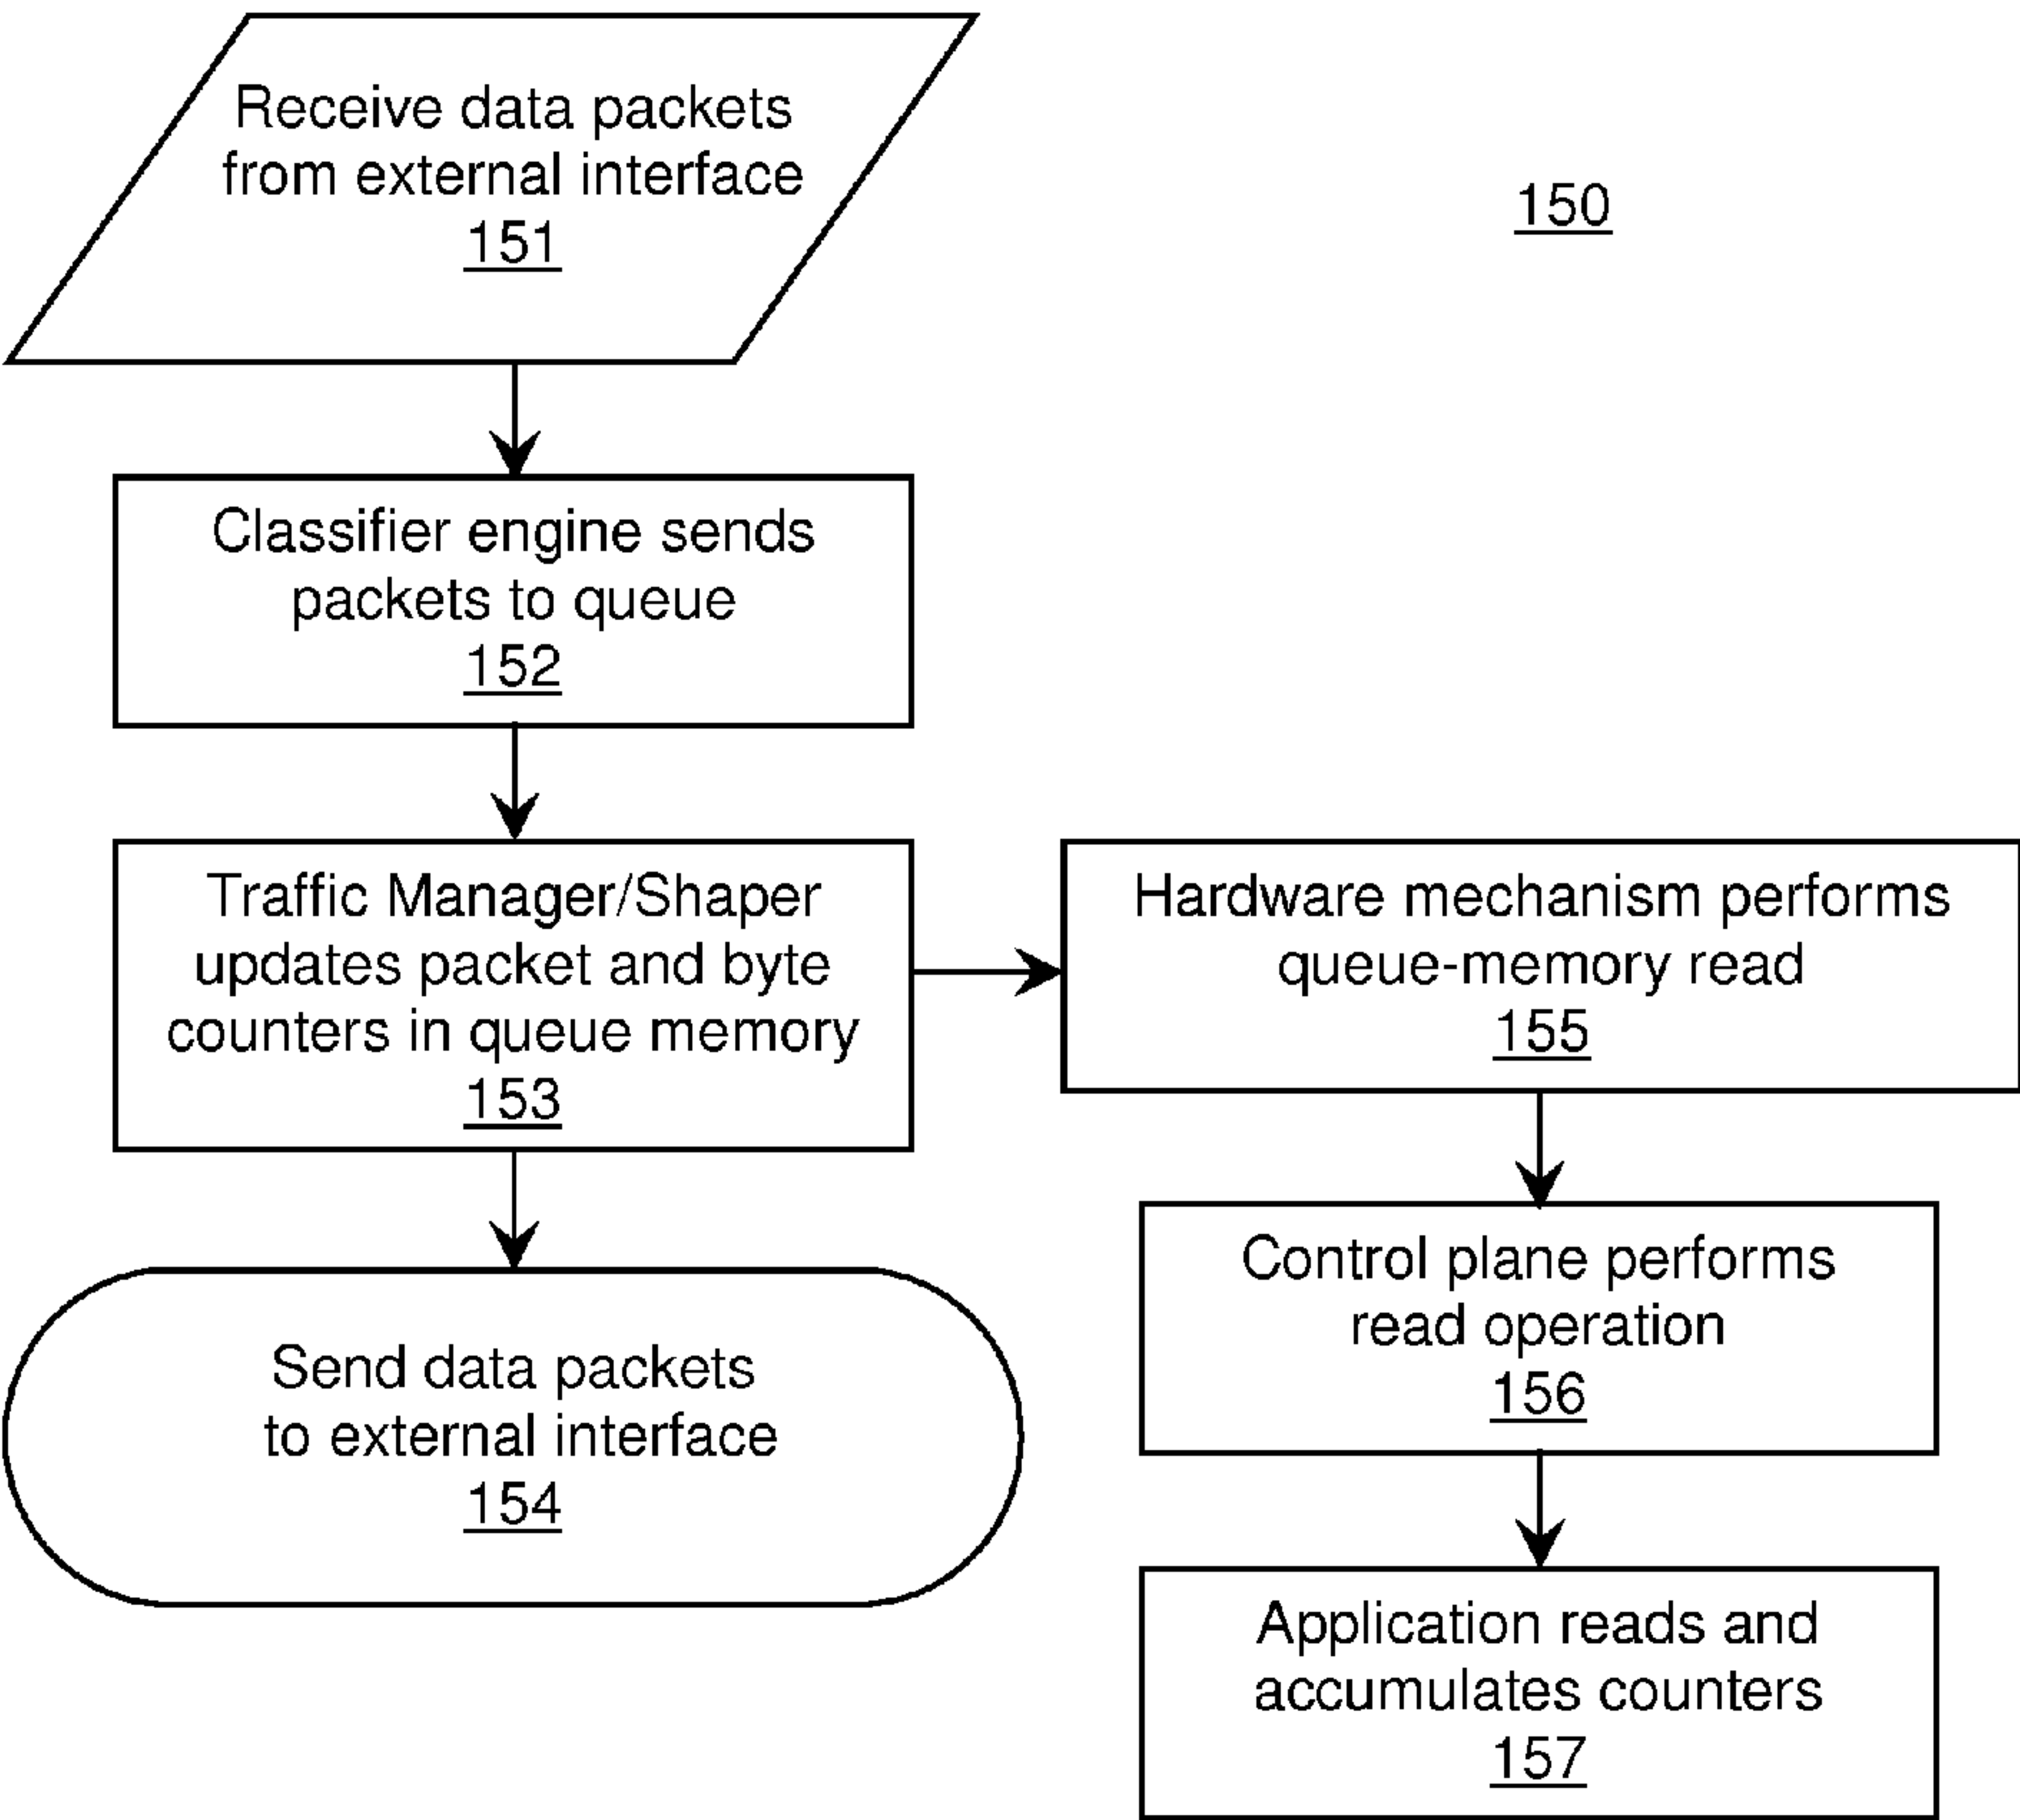 Receive data packets
from external interface
151
150
Classifier engine sends
packets to queue
152
Traffic Manager/Shaper
updates packet and byte
counters in queue memory
153
Hardware mechanism performs
queue-memory read
155
Send data packets
to external interface
154
Control plane performs
read operation
156
Application reads and
accumulates counters
157